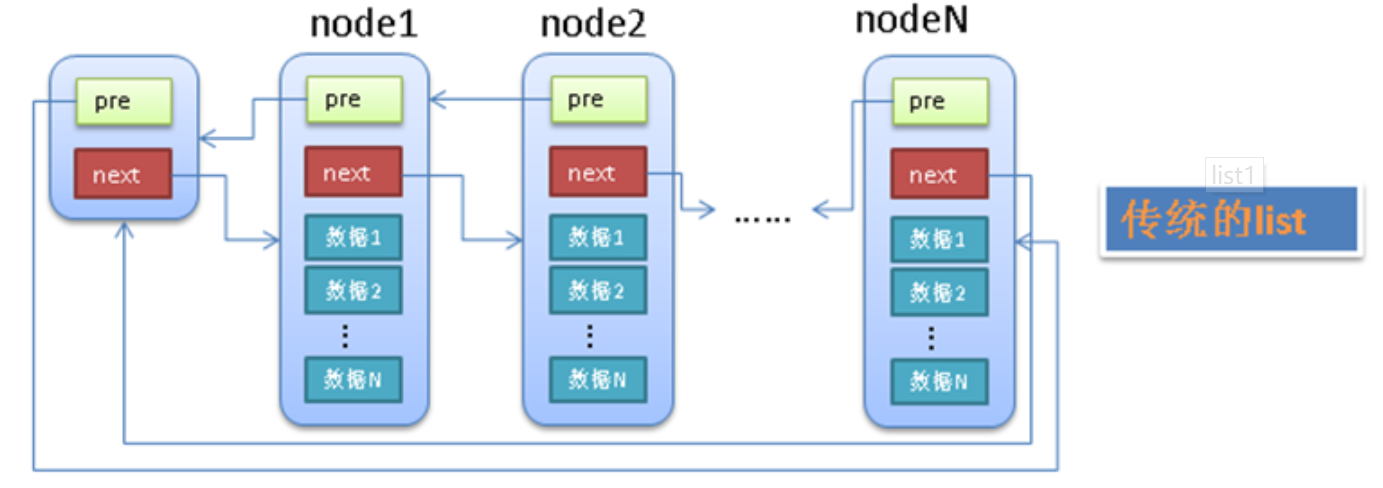 node1
node2
nodeN
pre
next
pre
next
数据1
数据2
⋮
数据N
pre
next
数据1
数据2
⋮
数据N
……
pre
next
数据1
数据2
⋮
数据N
list1
传统的list